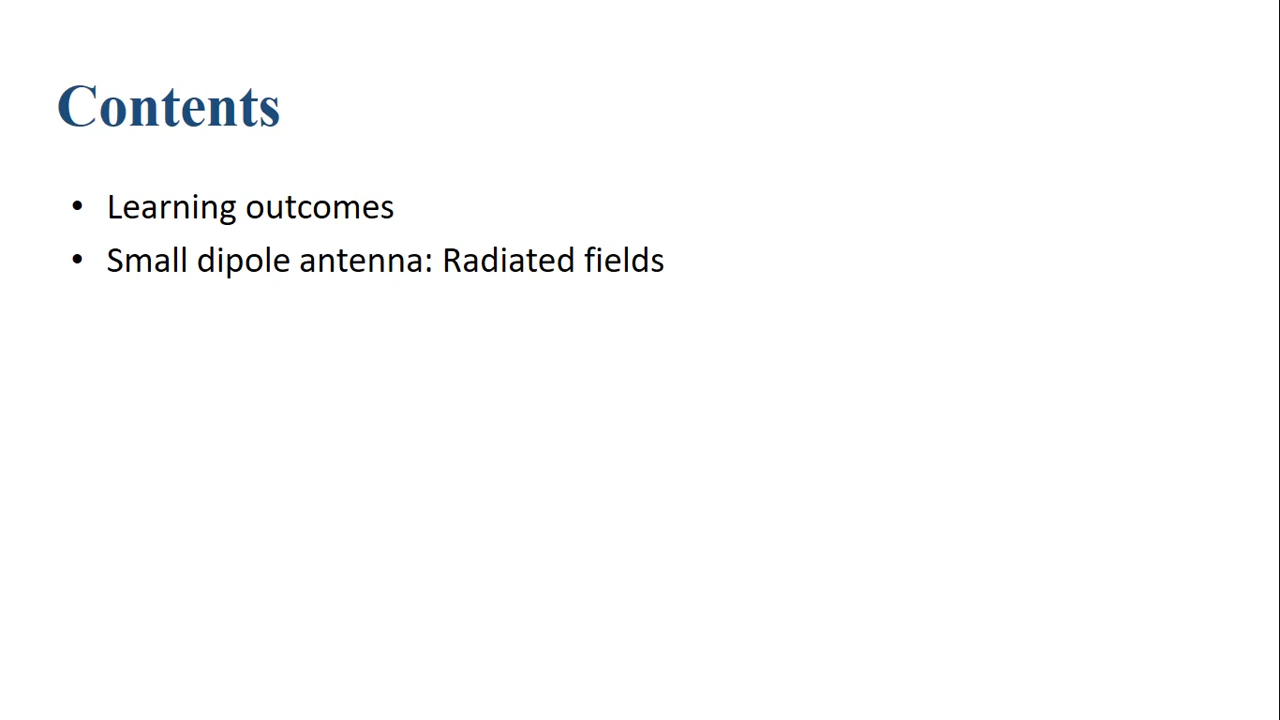 Contents
• Learning outcomes
• Small dipole antenna: Radiated fields